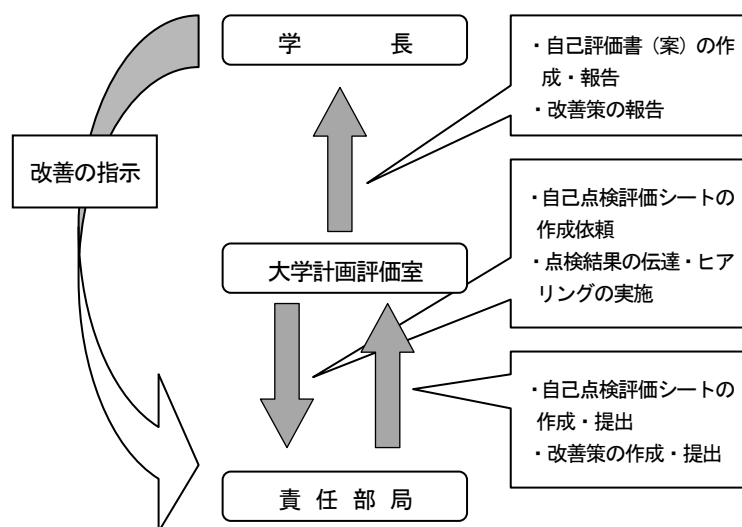 学　　　　長
・自己評価書（案）の作
成・報告
・改善策の報告
改善の指示
・自己点検評価シートの
作成依頼
・点検結果の伝達・ヒア
リングの実施
大学計画評価室
・自己点検評価シートの
作成・提出
・改善策の作成・提出
責 任 部 局